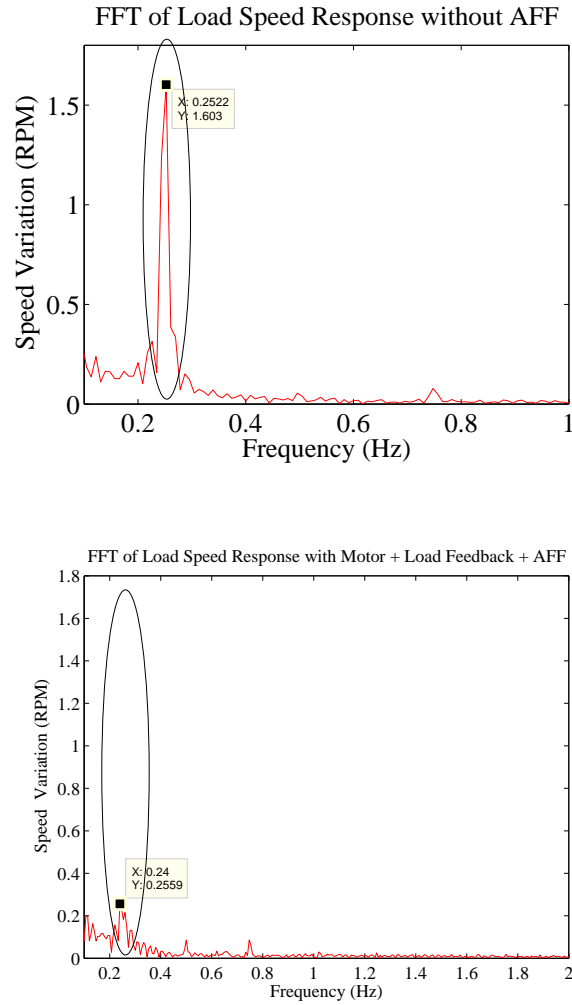 FFT of Load Speed Response without AFF
Speed Variation (RPM)
1.5
1
0.5
0
X: 0.2522
Y: 1.603
0.2 0.4 0.6 0.8 1
Frequency (Hz)
FFT of Load Speed Response with Motor + Load Feedback + AFF
Speed Variation (RPM)
1.8
1.6
1.4
1.2
1
0.8
0.6
0.4
0.2
0
X: 0.24
Y: 0.2559
0.2 0.4 0.6 0.8 1 1.2 1.4 1.6 1.8 2
Frequency (Hz)